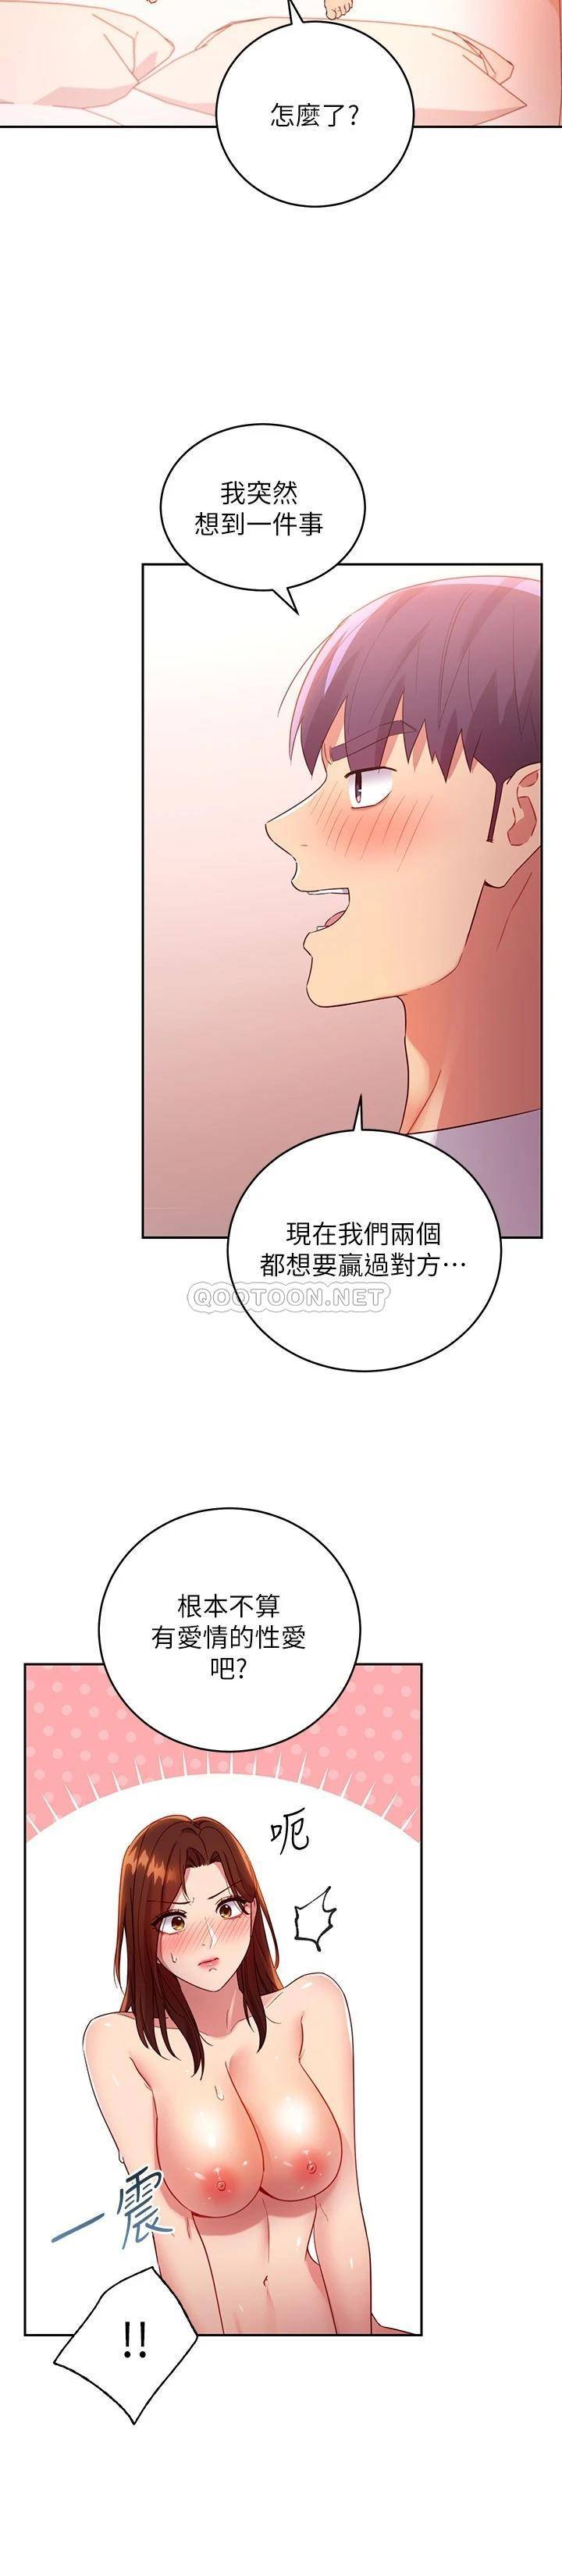 怎麼了?
我突然
想到一件事
現在我們兩個
都想要贏過對方…
QOOTOON.NET
根本不算
有愛情的性愛
吧?
呃
一震
!!